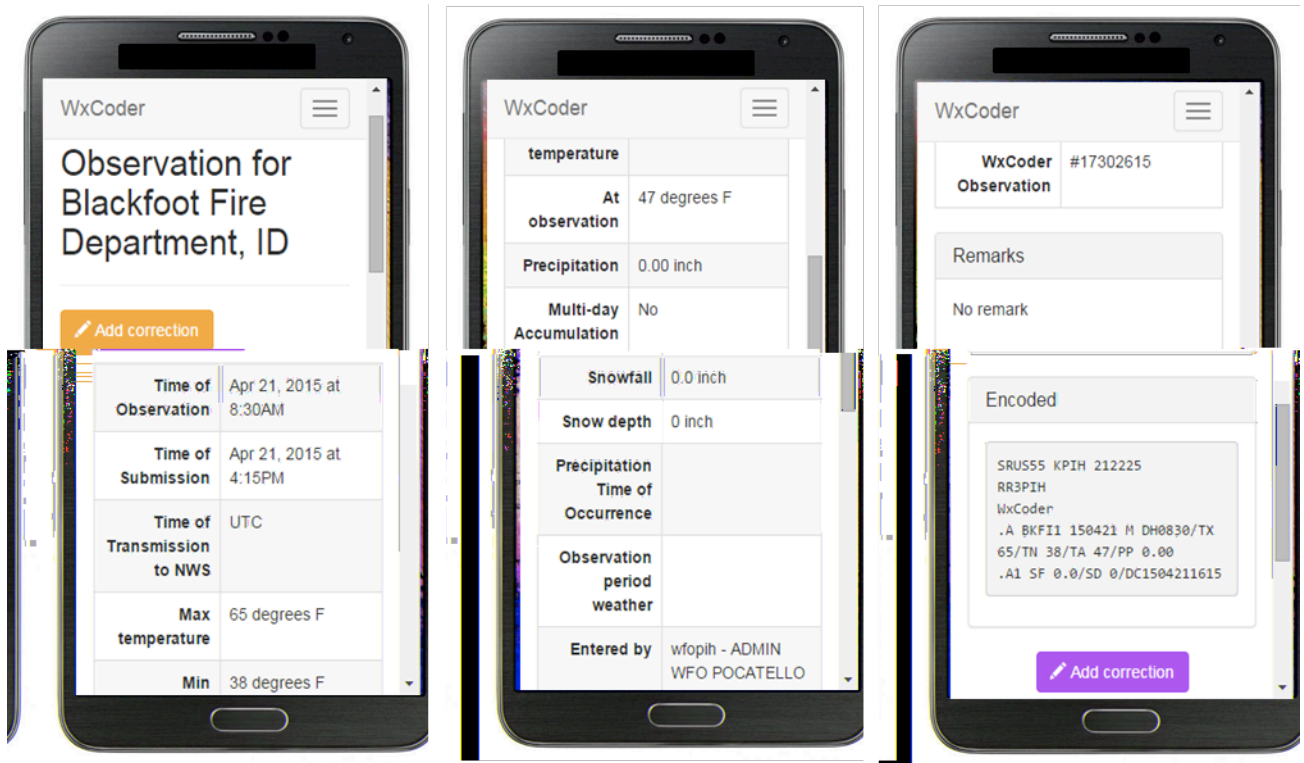 WxCoder
Observation for
Blackfoot Fire
Department, ID
Add correction
Time of Observation
Apr 21, 2015 at
8:30AM
Time of Submission
Apr 21, 2015 at
4:15PM
Time of Transmission to NWS
UTC
Max temperature
65 degrees F
Min
38 degrees F
WxCoder
temperature
At observation
47 degrees F
Precipitation
0.00 inch
Multi-day Accumulation
No
Snowfall
0.0 inch
Snow depth
0 inch
Precipitation Time of Occurrence
Observation period weather
Entered by
wfopih - ADMIN
WFO POCATELLO
WxCoder
WxCoder Observation
#17302615
Remarks
No remark
Encoded
SRUS55 KPIH 212225
RR3PIH
WxCoder
.A BKFI1 150421 M DH0830/TX
65/TN 38/TA 47/PP 0.00
.A1 SF 0.0/SD 0/DC1504211615
Add correction